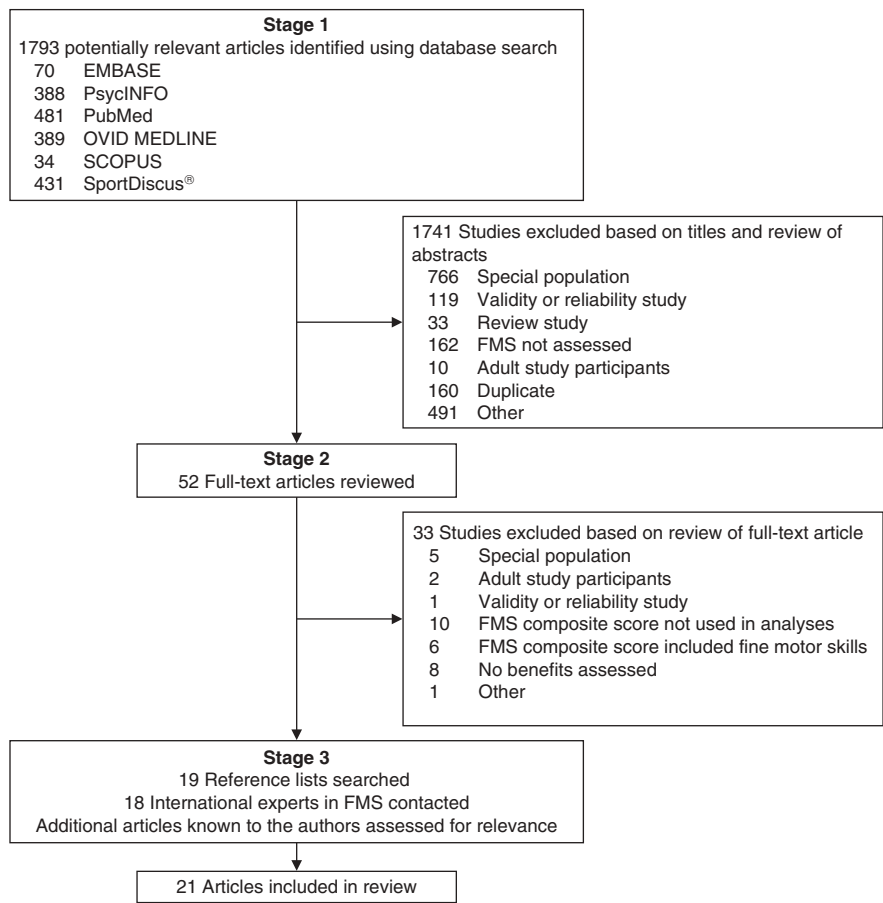 Stage 1
1793 potentially relevant articles identified using database search
70 EMBASE
388 PsycINFO
481 PubMed
389 OVID MEDLINE
34 SCOPUS
431 SportDiscus®
1741 Studies excluded based on titles and review of
abstracts
766 Special population
119 Validity or reliability study
33 Review study
162 FMS not assessed
10 Adult study participants
160 Duplicate
491 Other
Stage 2
52 Full-text articles reviewed
33 Studies excluded based on review of full-text article
5 Special population
2 Adult study participants
1 Validity or reliability study
10 FMS composite score not used in analyses
6 FMS composite score included fine motor skills
8 No benefits assessed
1 Other
Stage 3
19 Reference lists searched
18 International experts in FMS contacted
Additional articles known to the authors assessed for relevance
21 Articles included in review